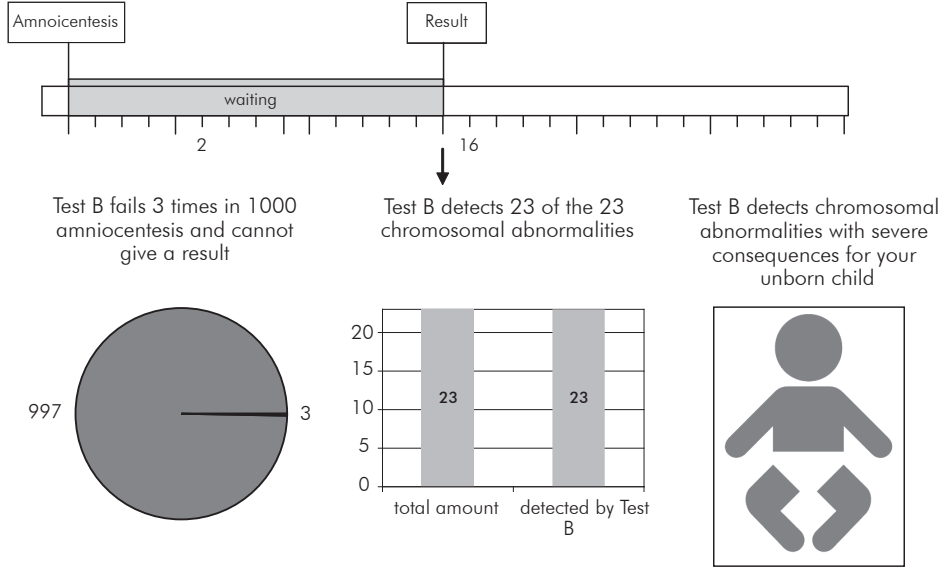 Amnoicentesis
Result
waiting
2
16
Test B fails 3 times in 1000
amniocentesis and cannot
give a result
Test B detects 23 of the 23
chromosomal abnormalities
Test B detects chromosomal
abnormalities with severe
consequences for your
unborn child
997
3
20
15
10
5
0
23
23
total amount
detected by Test
B